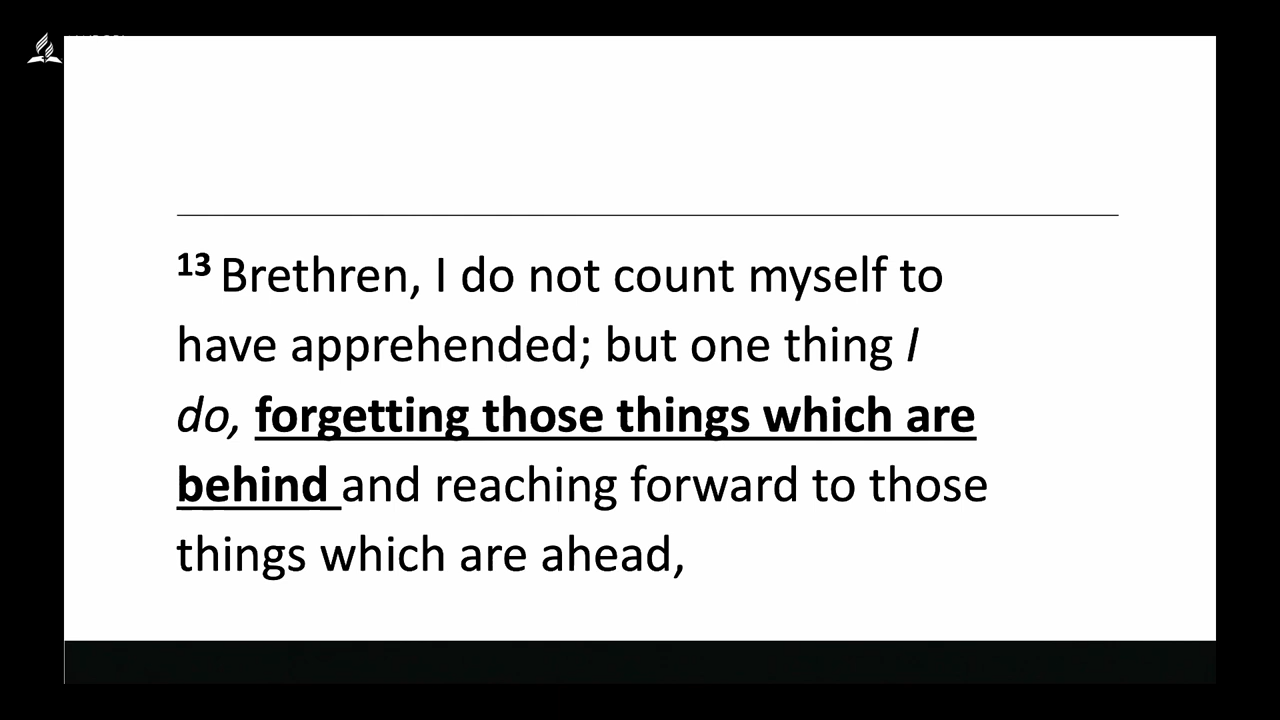 13 Brethren, I do not count myself to
have apprehended; but one thing I
do, forgetting those things which are
behind and reaching forward to those
things which are ahead,